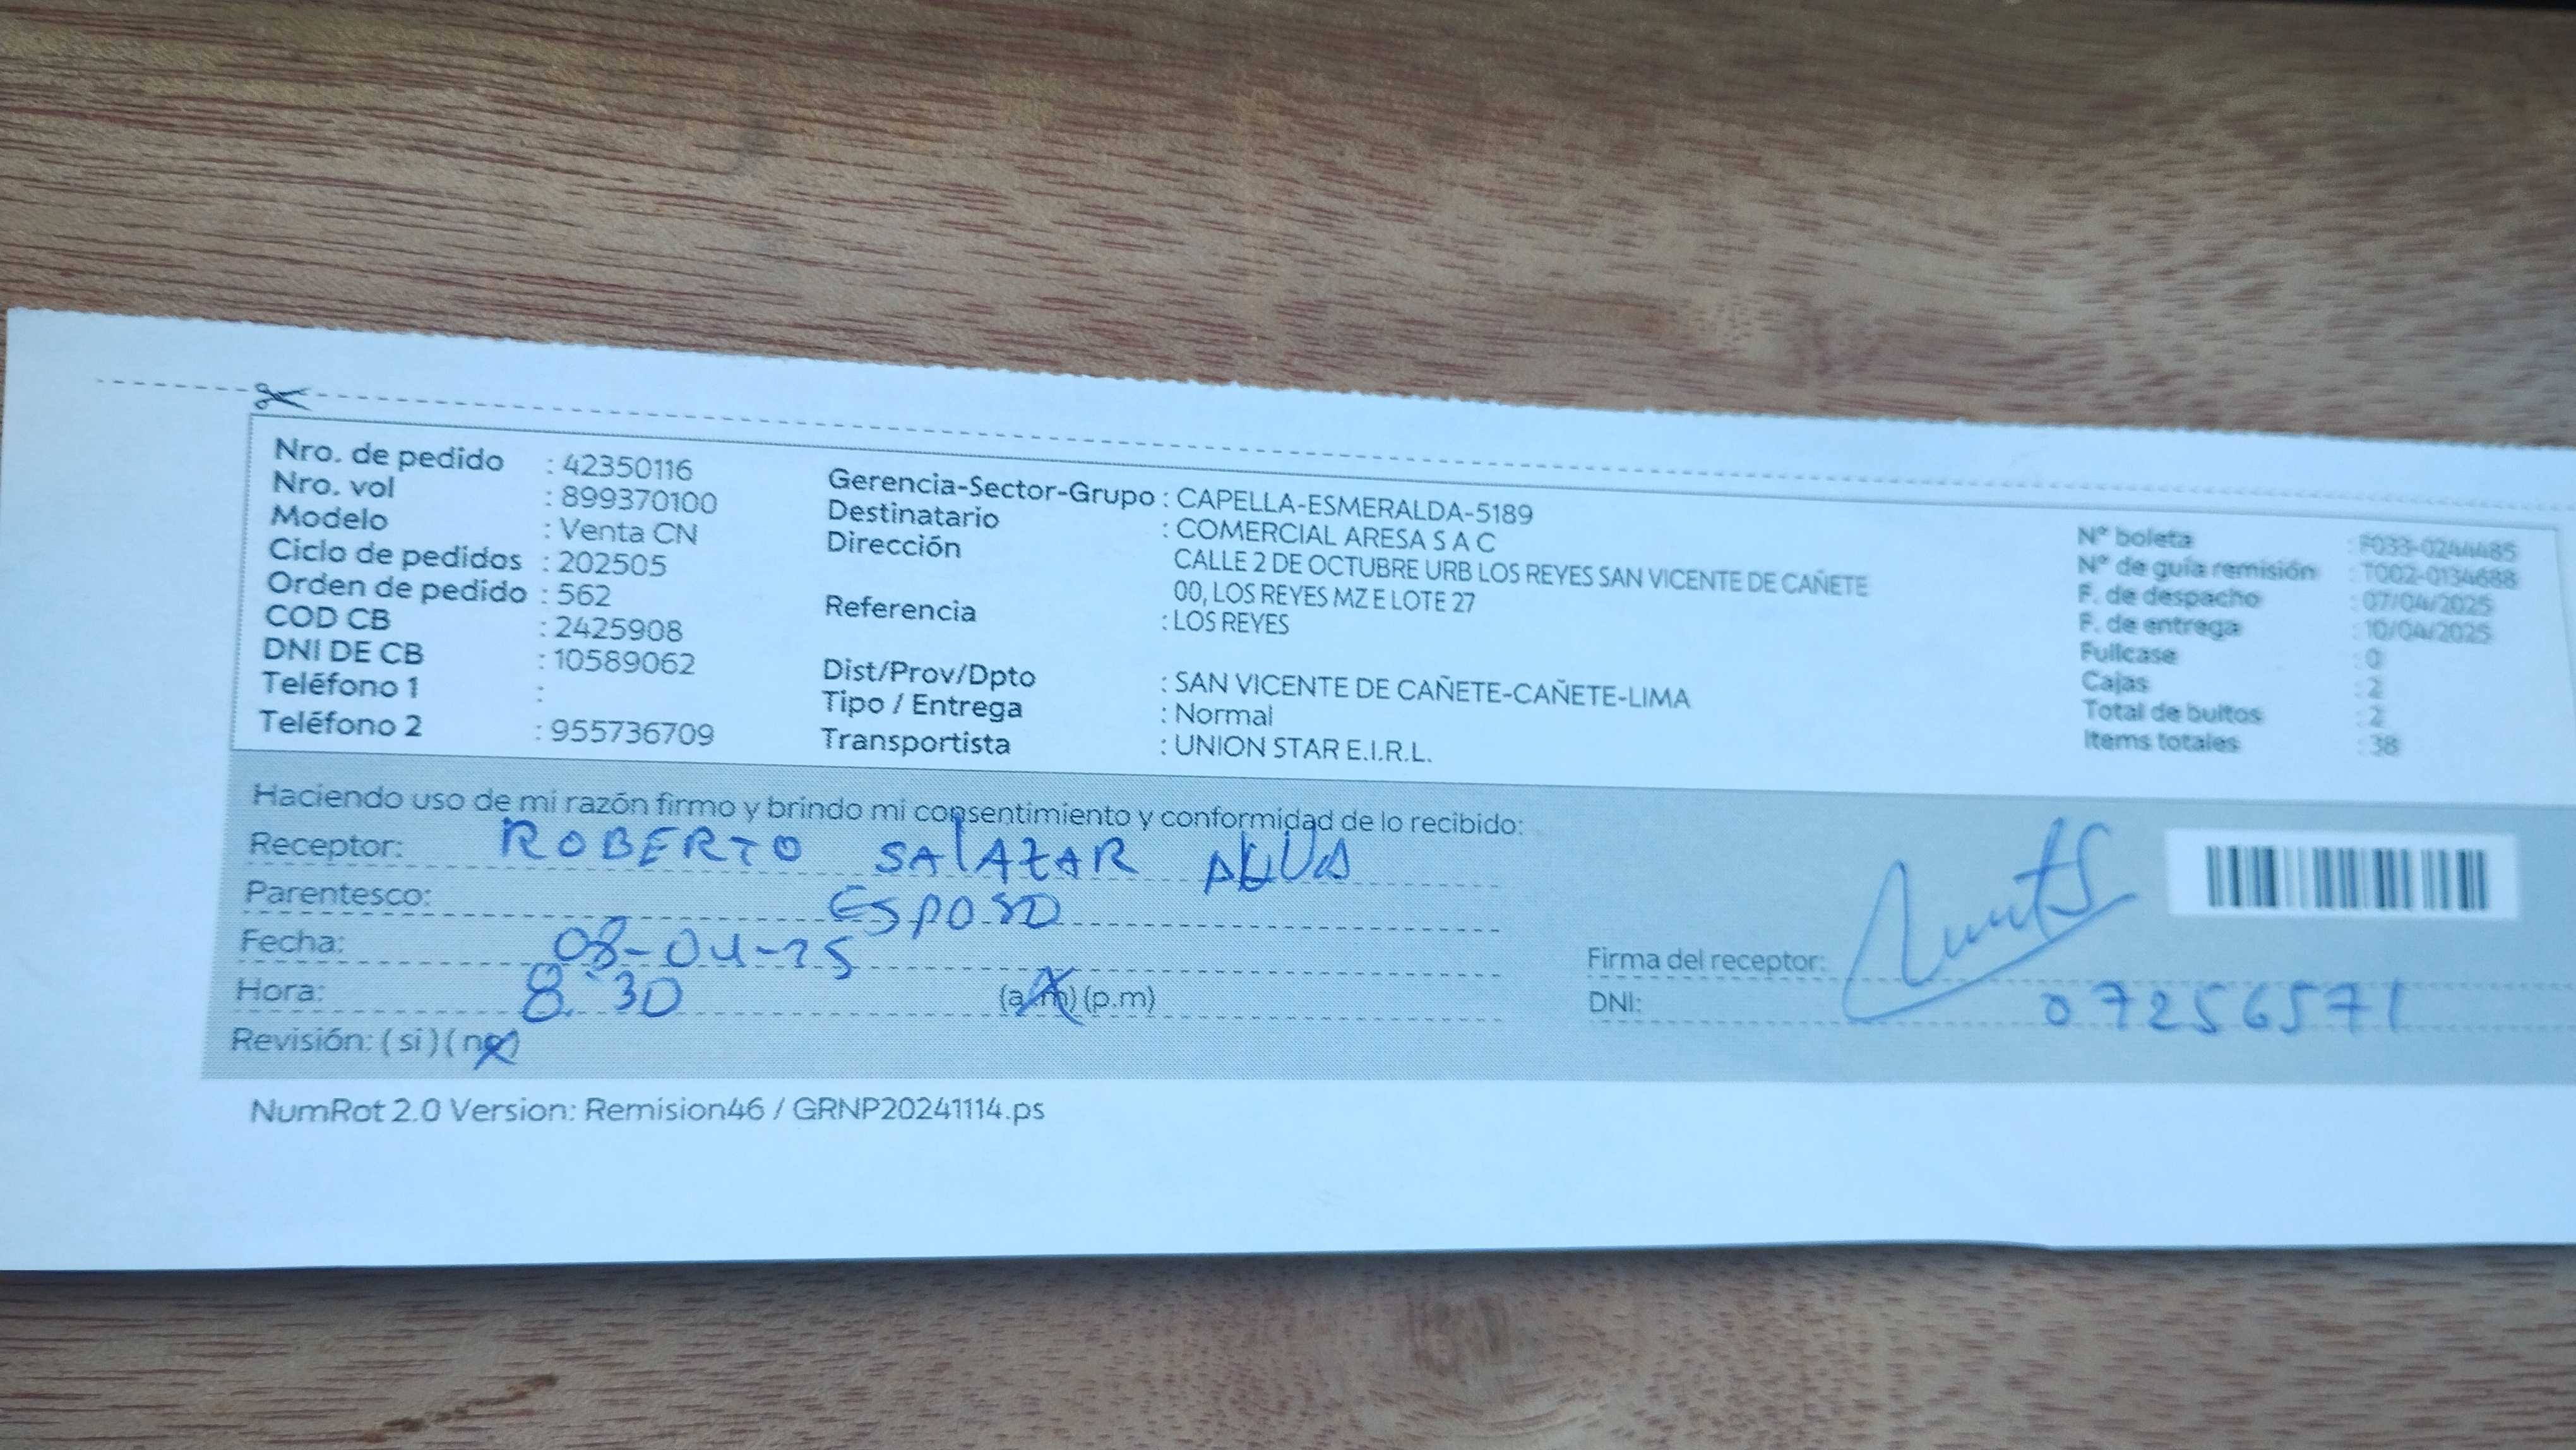 Nro. de pedido : 42350116
Nro. vol : 899370100
Modelo : Venta CN
Ciclo de pedidos : 202505
Orden de pedido : 562
COD CB : 2425908
DNI DE CB : 10589062
Teléfono 1 :
Teléfono 2 : 955736709
Gerencia-Sector-Grupo : CAPELLA-ESMERALDA-5189
Destinatario : COMERCIAL ARESA S A C
Dirección CALLE 2 DE OCTUBRE URB LOS REYES SAN VICENTE DE CAÑETE
00, LOS REYES MZ E LOTE 27
Referencia : LOS REYES
Dist/Prov/Dpto : SAN VICENTE DE CAÑETE-CAÑETE-LIMA
Tipo / Entrega : Normal
Transportista : UNION STAR E.I.R.L.
N° boleta : F033-0244485
N° de guía remisión : T002-0134688
F. de despacho : 07/04/2025
F. de entrega : 10/04/2025
Fullcase : 0
Cajas : 2
Total de bultos : 2
Items totales : 38
Haciendo uso de mi razón firmo y brindo mi consentimiento y conformidad de lo recibido:
Receptor: ROBERTO SALAZAR
Parentesco: ESPOSO
Fecha: 08-04-25
Hora: 8:30 (a.m) (p.m)
Revisión: ( si ) ( no )
Firma del receptor:
DNI: 07256571
NumRot 2.0 Version: Remision46 / GRNP20241114.ps